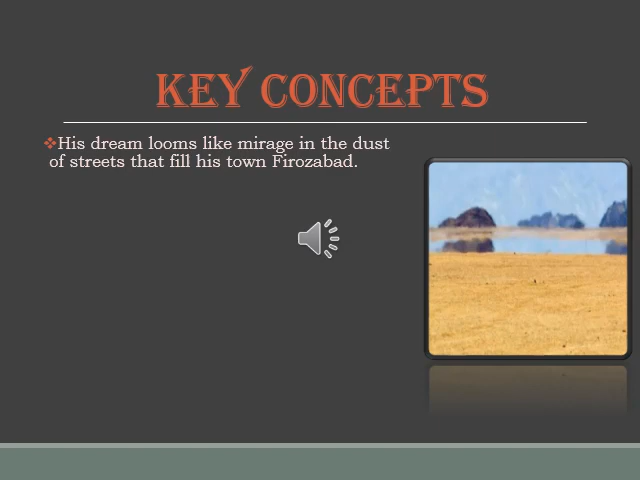 KEY CONCEPTS
❖His dream looms like mirage in the dust
of streets that fill his town Firozabad.